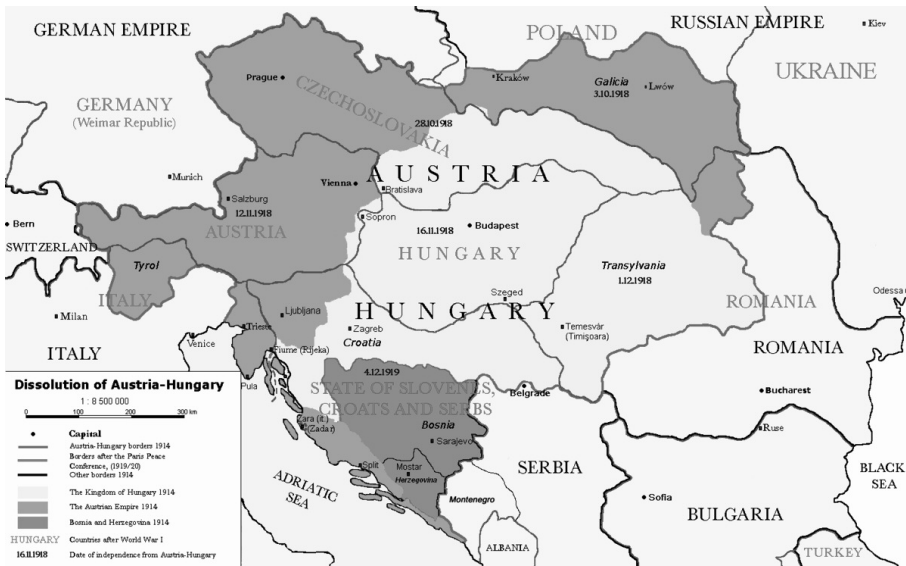 GERMAN EMPIRE
POLAND
RUSSIAN EMPIRE
Kiev
Prague
Kraków
Galicia
3.10.1918
Lwów
UKRAINE
GERMANY
(Weimar Republic)
CZECHOSLOVAKIA
28.10.1918
Munich
Salzburg
Vienna
AUSTRIA
Bratislava
12.11.1918
AUSTRIA
Sopron
16.11.1918
Budapest
Bern
SWITZERLAND
HUNGARY
Tyrol
Transylvania
1.12.1918
ITALY
Szeged
ROMANIA
Odessa
Milan
Ljubljana
HUNGARY
Trieste
Zagreb
Croatia
Temesvár
(Timişoara)
Venice
Fiume (Rijeka)
ITALY
ROMANIA
4.12.1919
Pula
STATE OF SLOVENES,
CROATS AND SERBS
Belgrade
Bucharest
Zara (it.)
(Zadar)
Bosnia
Sarajevo
Ruse
Split
Mostar
Herzegovina
SERBIA
BLACK
SEA
ADRIATIC
SEA
Montenegro
Sofia
BULGARIA
ALBANIA
TURKEY
Dissolution of Austria-Hungary
1 : 8 500 000
0 100 200 300 km
Capital
Austria-Hungary borders 1914
Borders after the Paris Peace
Conference, (1919/20)
Other borders 1914
The Kingdom of Hungary 1914
The Austrian Empire 1914
Bosnia and Herzegovina 1914
HUNGARY Countries after World War I
16.11.1918 Date of independence from Austria-Hungary